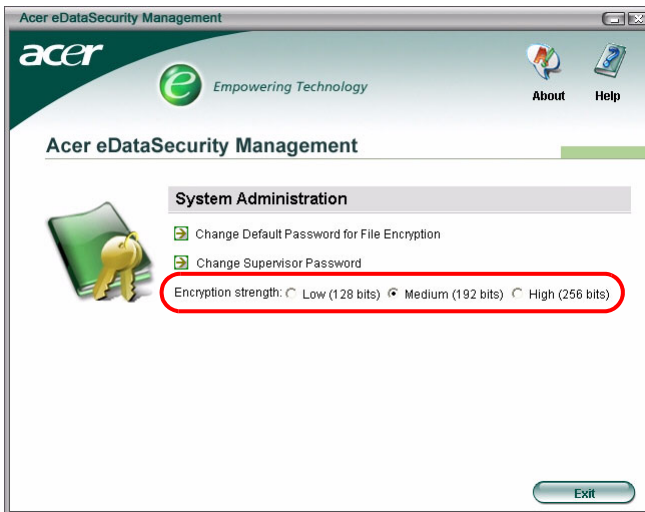 Acer eDataSecurity Management
acer
e Empowering Technology
About Help
Acer eDataSecurity Management
System Administration
Change Default Password for File Encryption
Change Supervisor Password
Encryption strength: Low (128 bits) Medium (192 bits) High (256 bits)
Exit